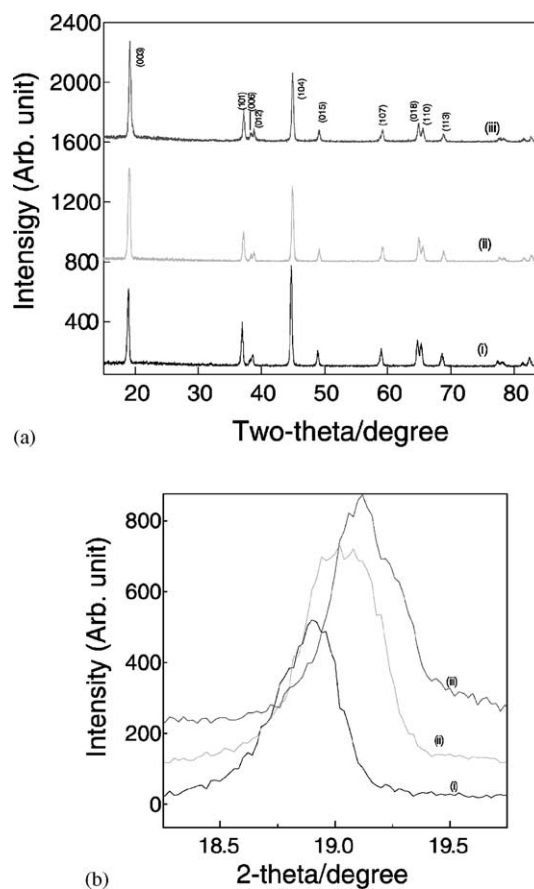 2400
2000
1600
1200
800
400
Intensigy (Arb. unit)
(003)
(101)
(006)
(012)
(104)
(015)
(107)
(018)
(110)
(113)
(iii)
(ii)
(i)
20 30 40 50 60 70 80
Two-theta/degree
(a)
800
600
400
200
0
Intensity (Arb. unit)
(ii)
(i)
18.5 19.0 19.5
2-theta/degree
(b)